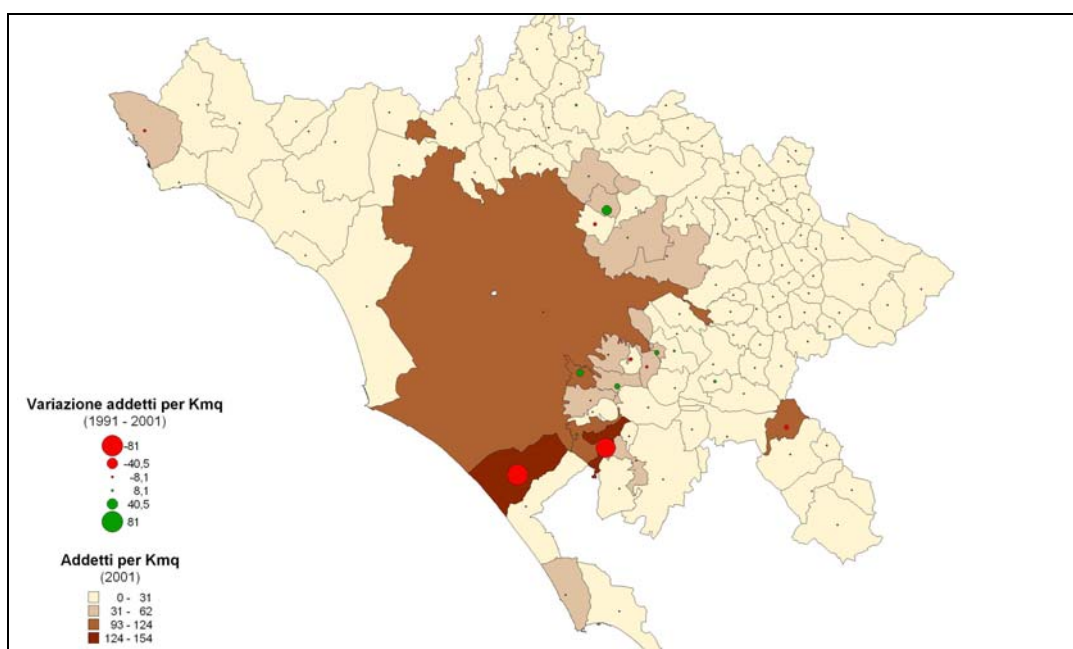 Variazione addetti per Kmq
(1991 - 2001)
-81
-40,5
-8,1
8,1
40,5
81
Addetti per Kmq
(2001)
0 - 31
31 - 62
93 - 124
124 - 154